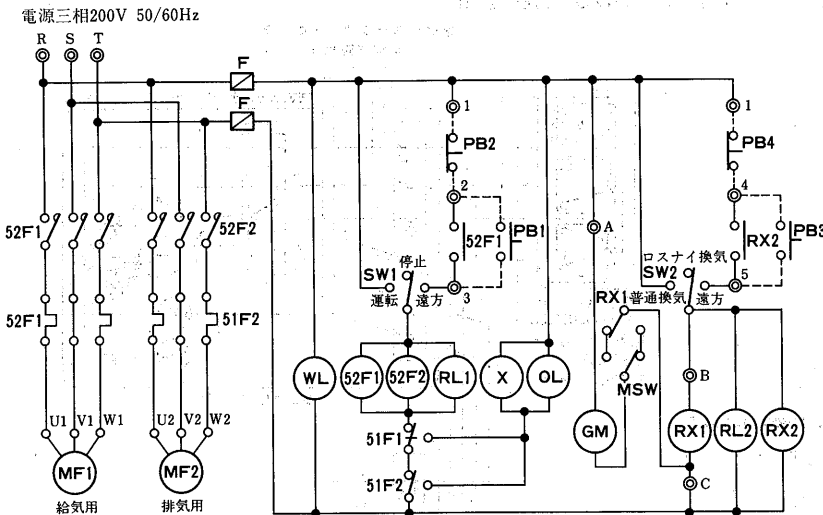 電源三相200V 50/60Hz
R S T
F
F
1
1
PB2
PB4
2
4
52F1 52F2
52F1
PB1
A
RX2
PB3
停止
ロスナイ換気
SW1
SW2
5
運転
遠方
3
RX1
普通換気
遠方
52F1
51F2
WL
52F1
52F2
RL1
X
OL
MSW
B
GM
RX1
RL2
RX2
U1 V1 W1
U2 V2 W2
51F1
51F2
C
MF1
MF2
給気用
排気用